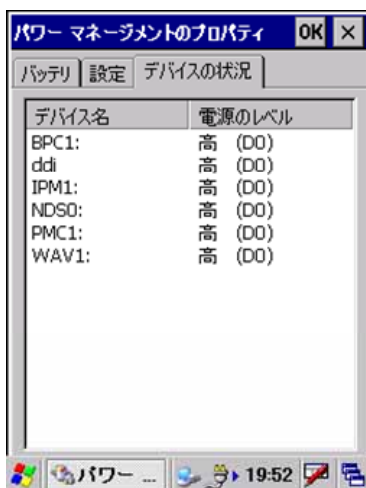 パワー マネージメントのプロパティ OK ×
バッテリ 設定 デバイスの状況
デバイス名 電源のレベル
BPC1: 高 (D0)
ddi 高 (D0)
IPM1: 高 (D0)
NDS0: 高 (D0)
PMC1: 高 (D0)
WAV1: 高 (D0)
パワー ... 19:52